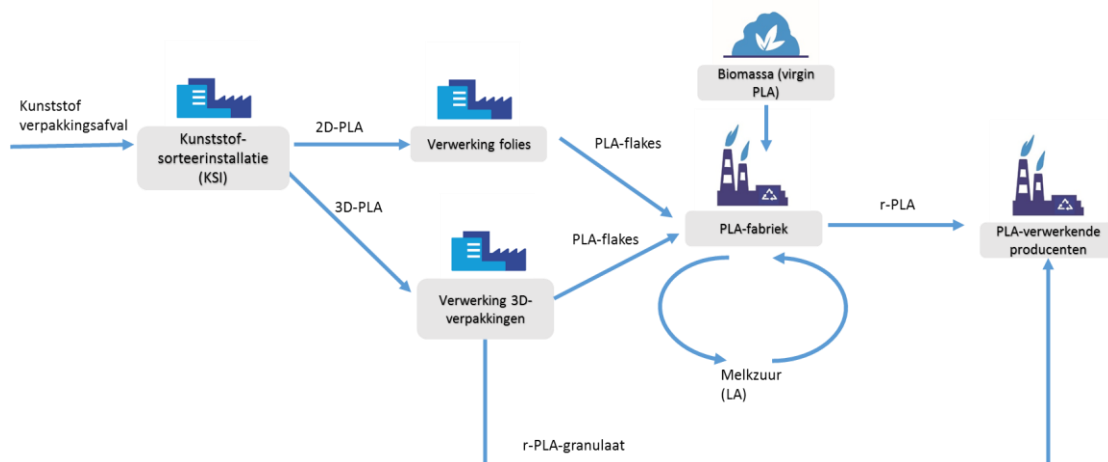 Kunststof
verpakkingsafval
Kunststof-
sorteerinstallatie
(KSI)
2D-PLA
3D-PLA
Verwerking folies
Verwerking 3D-
verpakkingen
PLA-flakes
PLA-flakes
Biomassa (virgin
PLA)
PLA-fabriek
Melkzuur
(LA)
r-PLA
PLA-verwerkende
producenten
r-PLA-granulaat